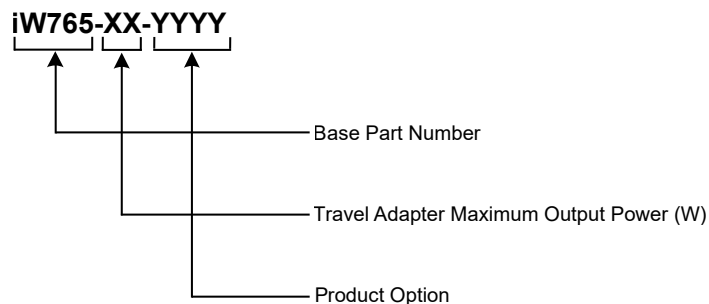 iW765-XX-YYYY
Base Part Number
Travel Adapter Maximum Output Power (W)
Product Option